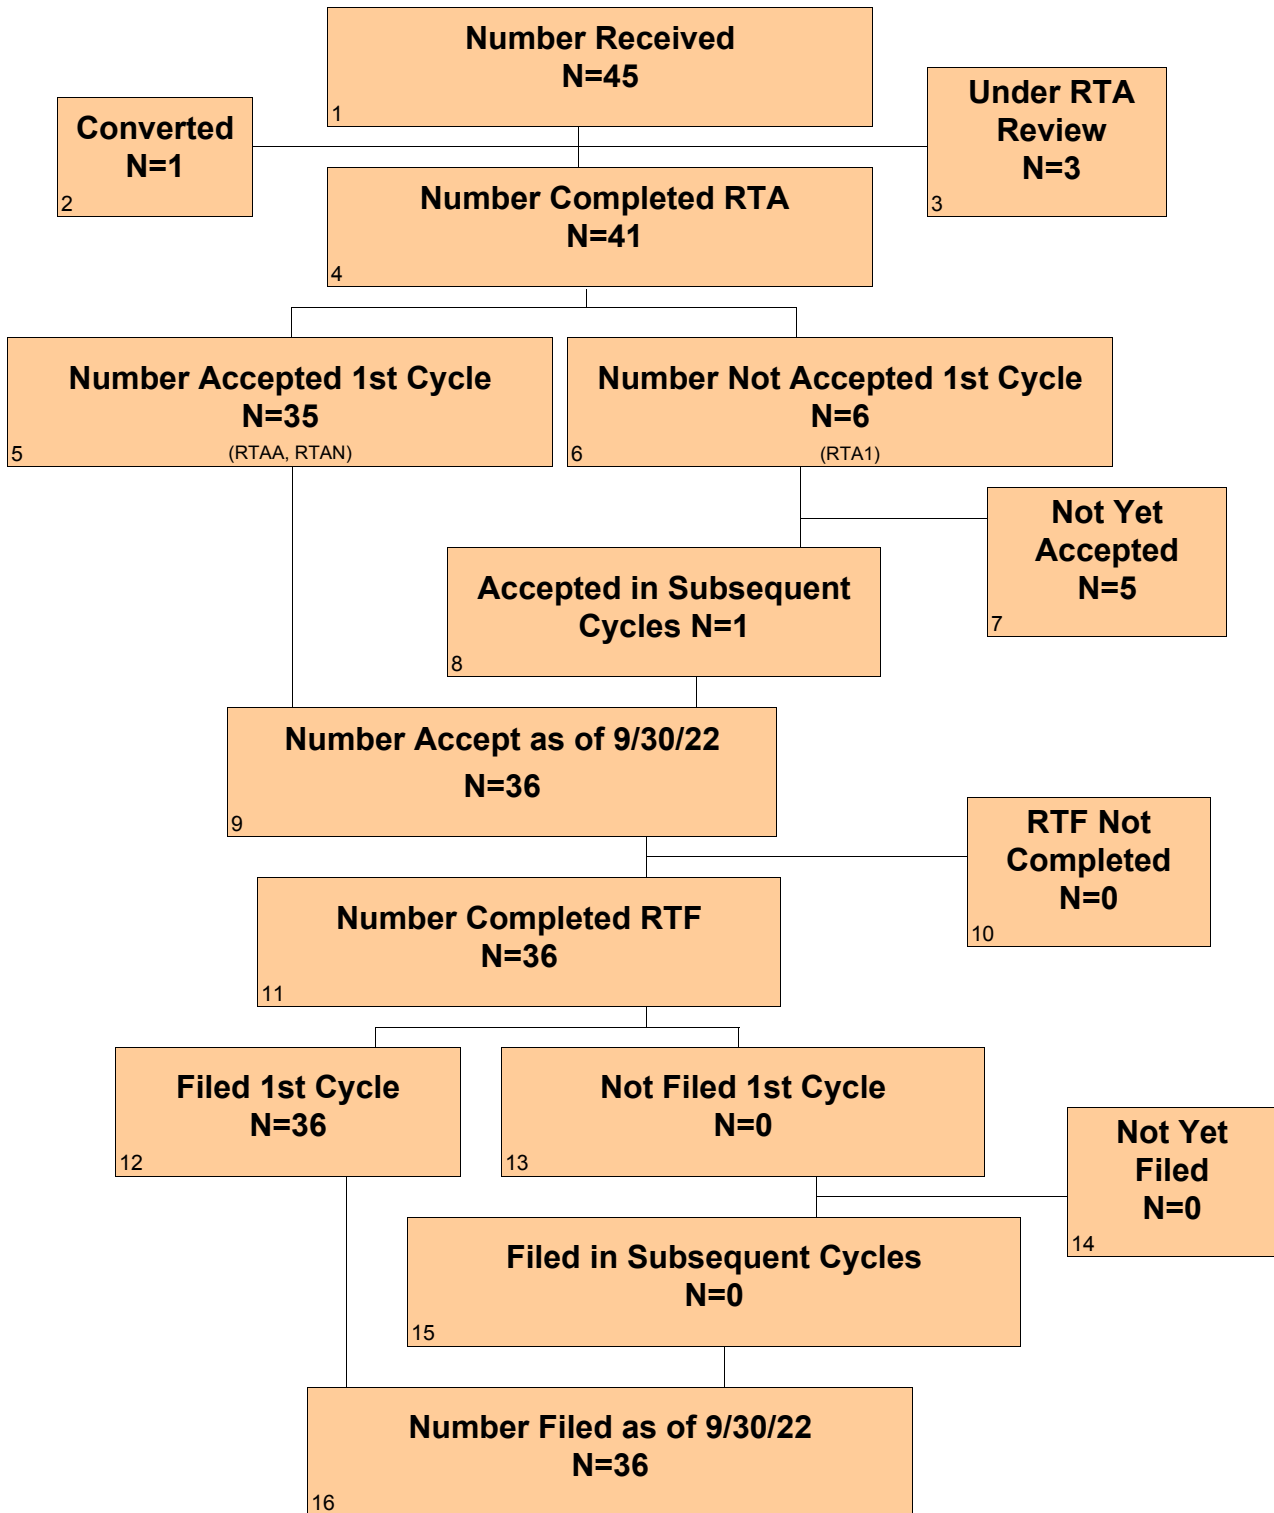 Number Received
N=45
1
Converted
N=1
2
Under RTA
Review
N=3
3
Number Completed RTA
N=41
4
Number Accepted 1st Cycle
N=35
(RTAA, RTAN)
5
Number Not Accepted 1st Cycle
N=6
(RTA1)
6
Not Yet
Accepted
N=5
7
Accepted in Subsequent
Cycles N=1
8
Number Accept as of 9/30/22
N=36
9
RTF Not
Completed
N=0
10
Number Completed RTF
N=36
11
Filed 1st Cycle
N=36
12
Not Filed 1st Cycle
N=0
13
Not Yet
Filed
N=0
14
Filed in Subsequent Cycles
N=0
15
Number Filed as of 9/30/22
N=36
16